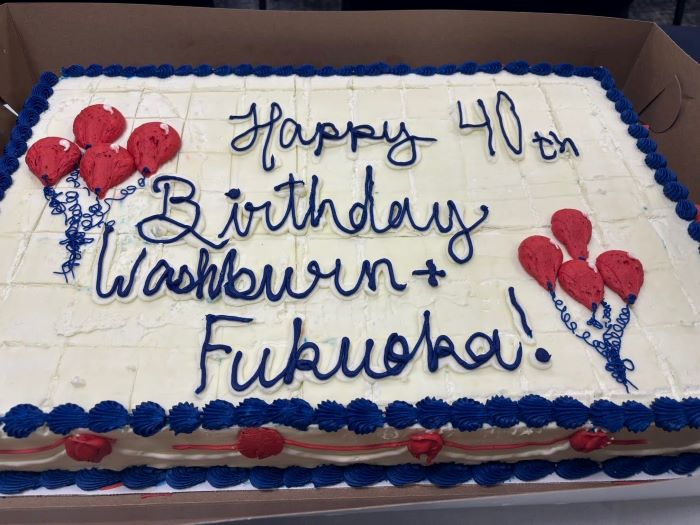 Happy 40th
Birthday
Washburn +
Fukuoka!